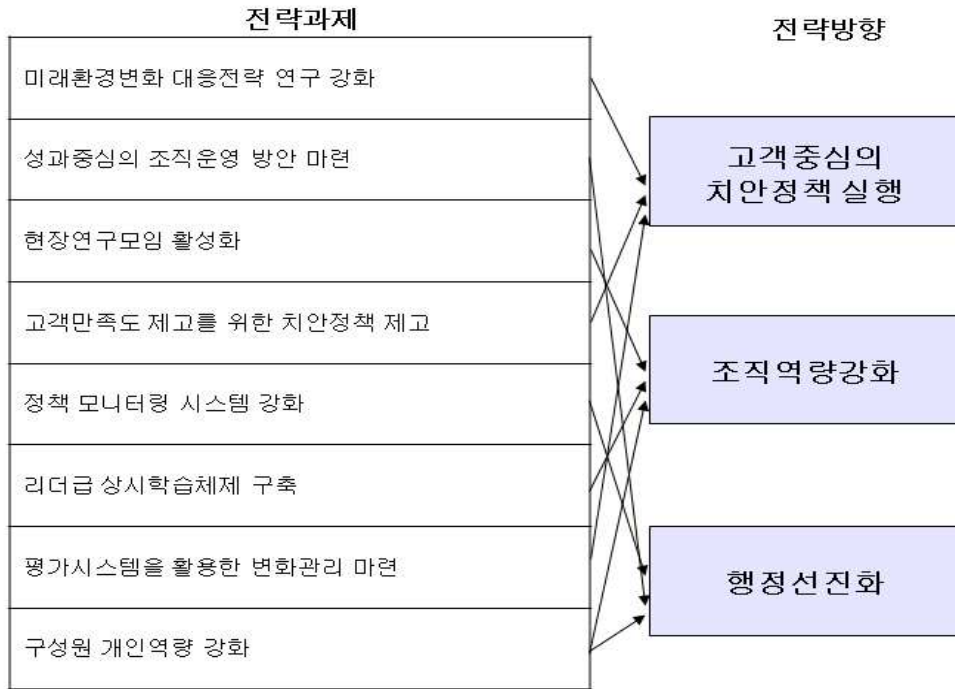 전략과제
전략방향
미래환경변화 대응전략 연구 강화
성과중심의 조직운영 방안 마련
현장연구모임 활성화
고객만족도 제고를 위한 치안정책 제고
정책 모니터링 시스템 강화
리더급 상시학습체제 구축
평가시스템을 활용한 변화관리 마련
구성원 개인역량 강화
고객중심의
치안정책 실행
조직역량강화
행정선진화